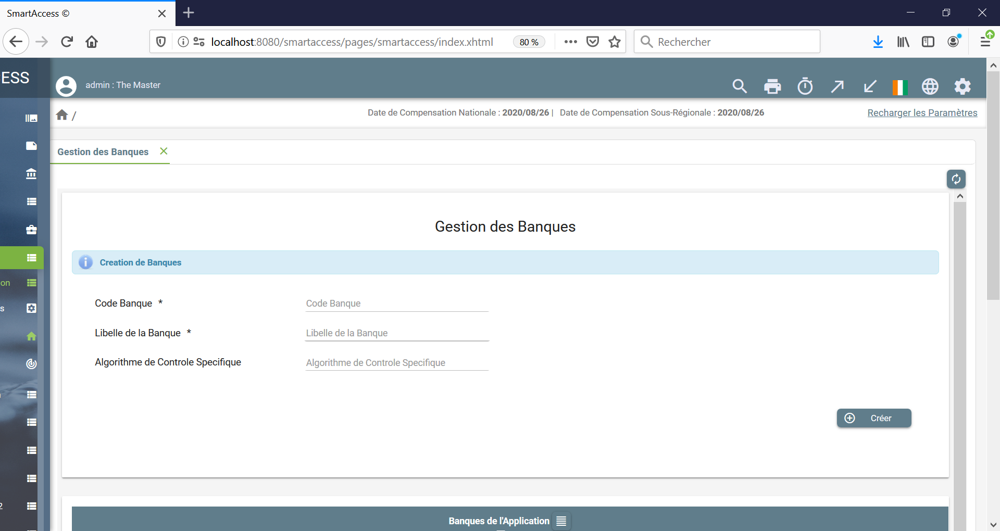 SmartAccess ©
localhost:8080/smartaccess/pages/smartaccess/index.xhtml
80 %
Rechercher
ESS
admin : The Master
/
Date de Compensation Nationale : 2020/08/26 | Date de Compensation Sous-Régionale : 2020/08/26
Recharger les Paramètres
Gestion des Banques
Gestion des Banques
Creation de Banques
on
Code Banque *
Code Banque
s
Libelle de la Banque *
Libelle de la Banque
Algorithme de Controle Specifique
Algorithme de Controle Specifique
Créer
2
Banques de l'Application